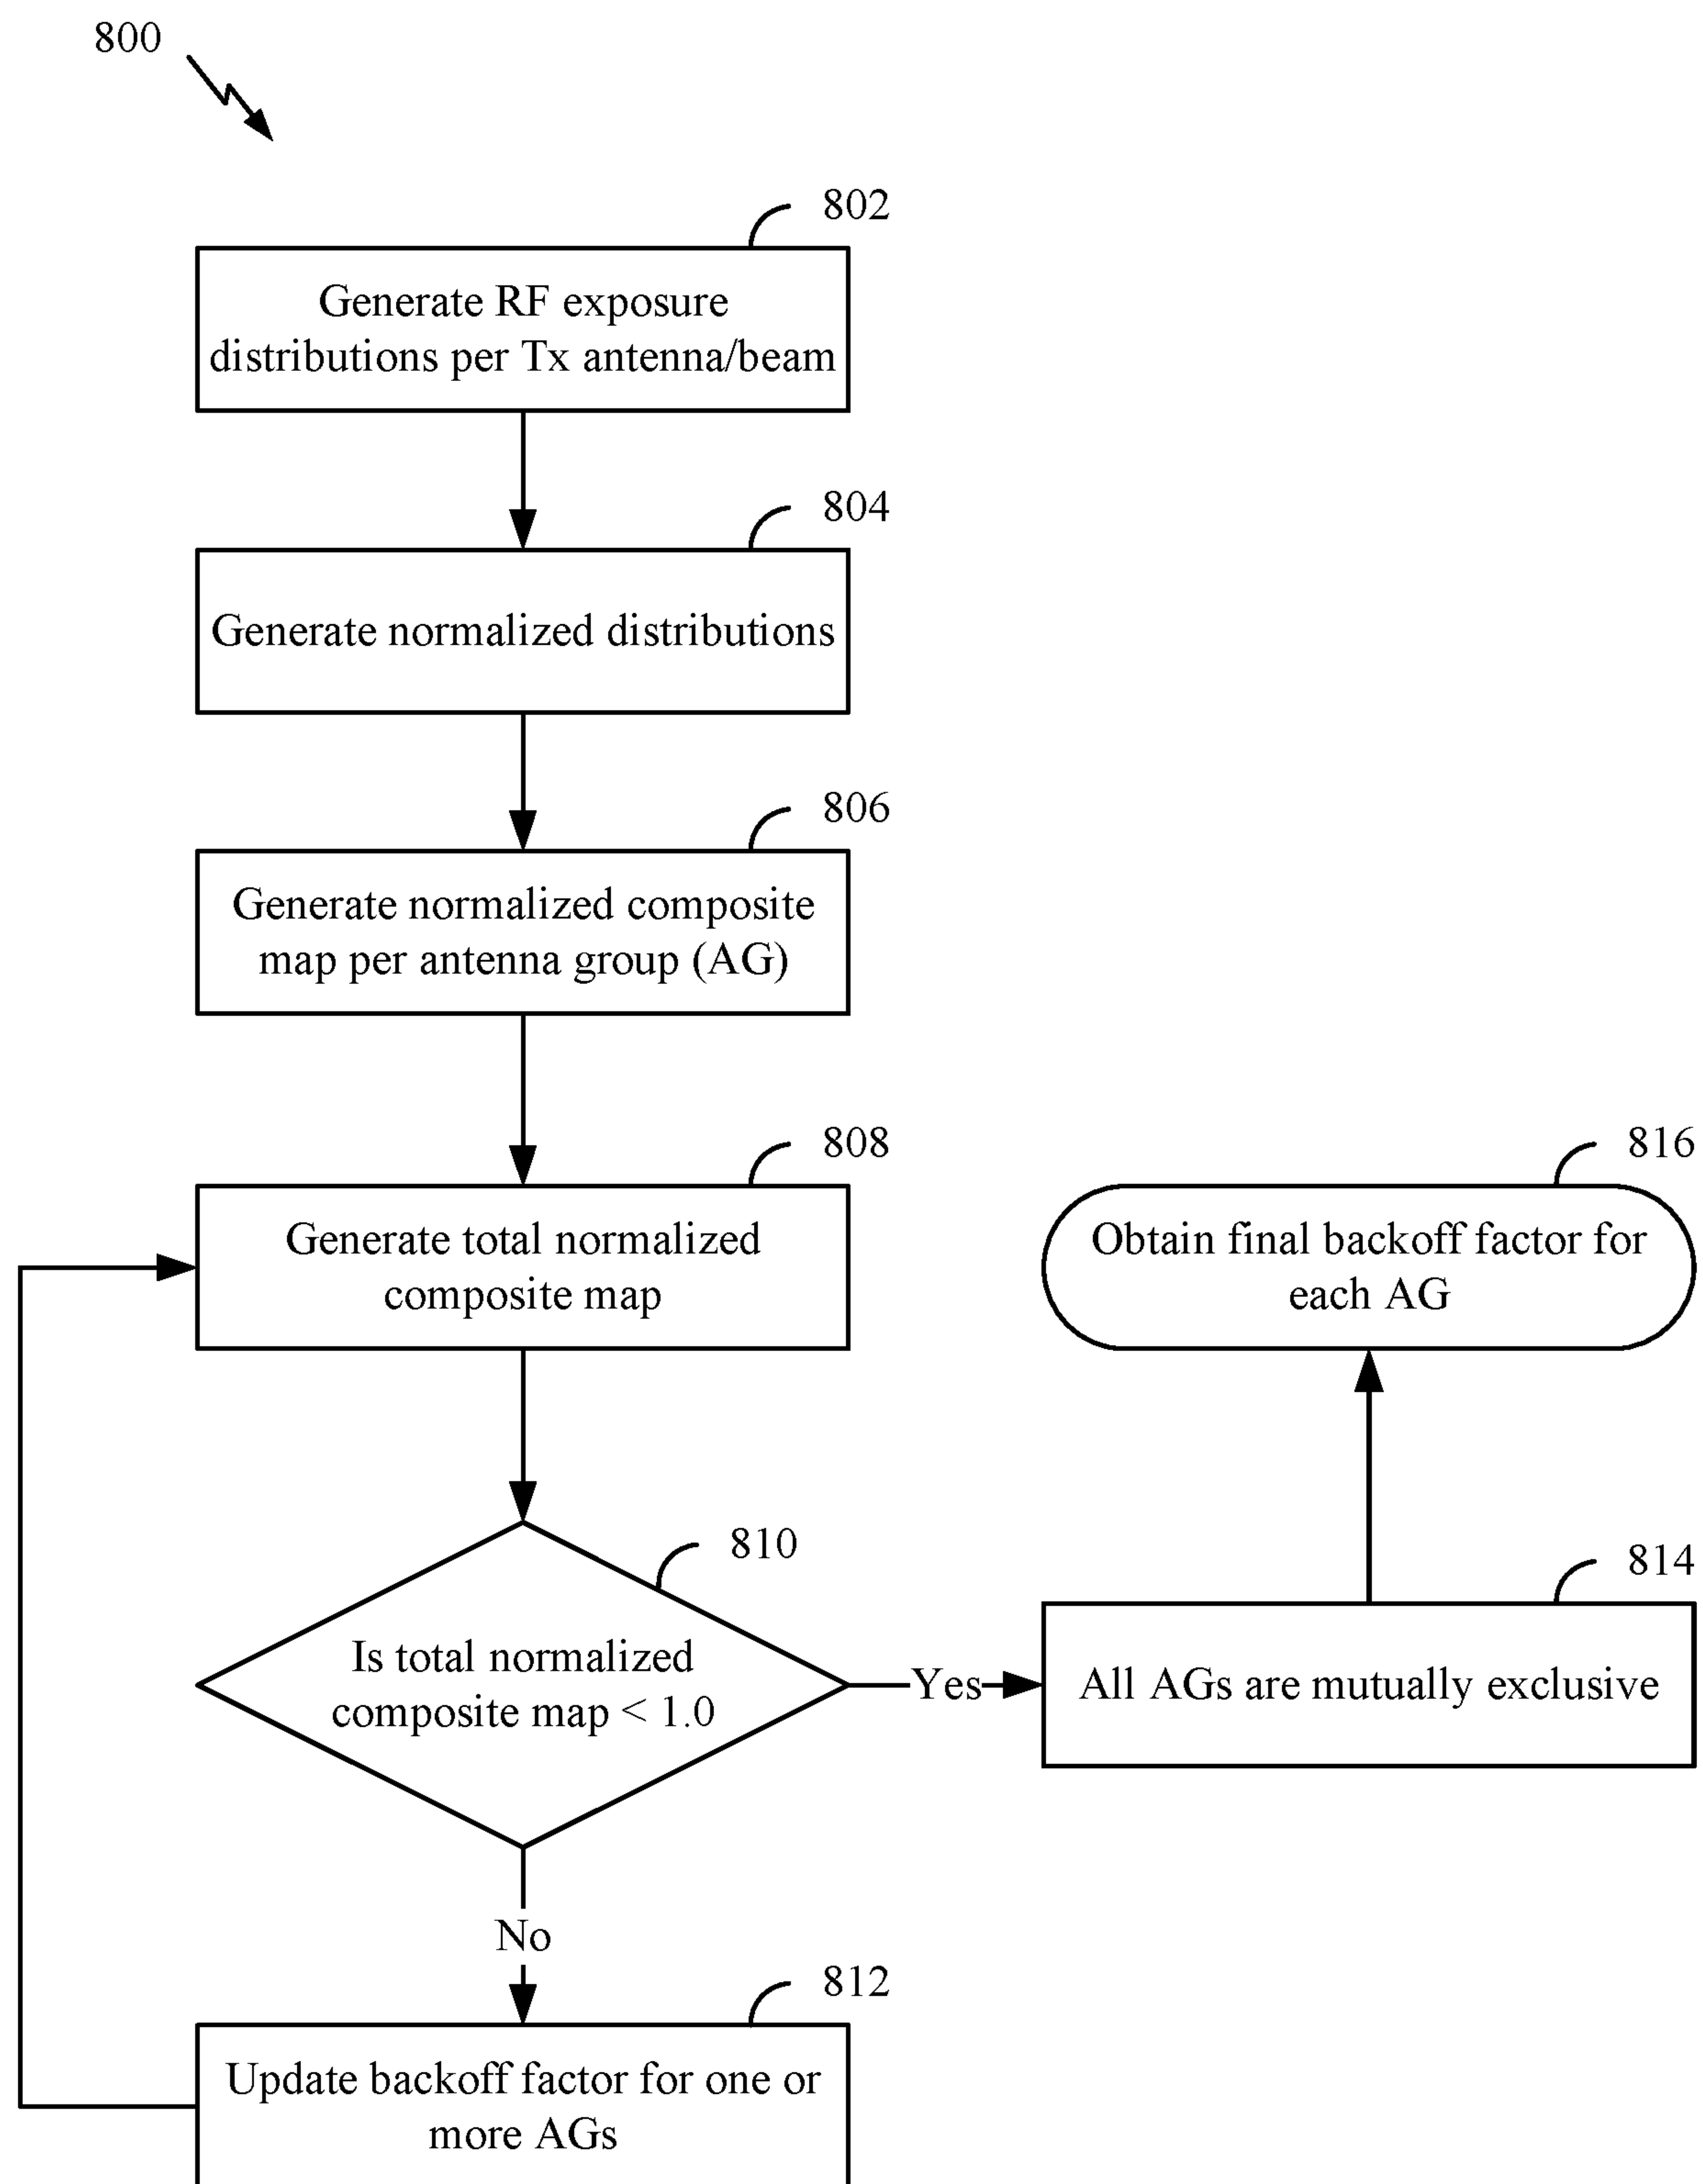 800
802
Generate RF exposure
distributions per Tx antenna/beam
804
Generate normalized distributions
806
Generate normalized composite
map per antenna group (AG)
808
Generate total normalized
composite map
816
Obtain final backoff factor for
each AG
810
Is total normalized
composite map < 1.0
Yes
814
All AGs are mutually exclusive
No
812
Update backoff factor for one or
more AGs